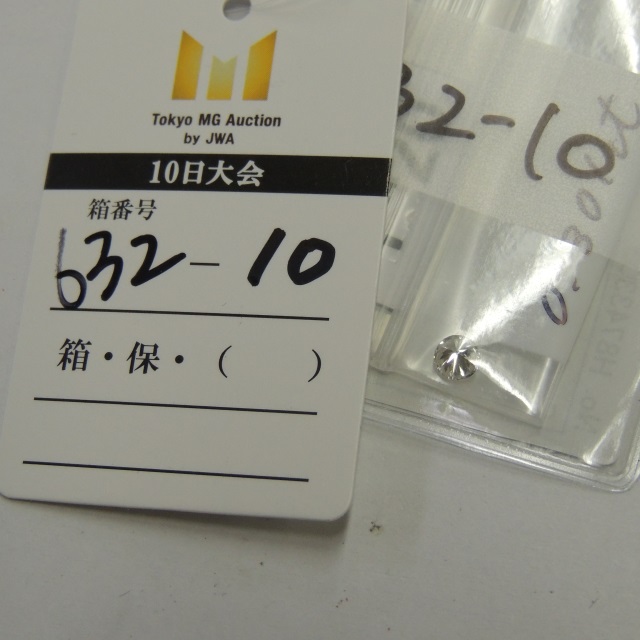 Tokyo MG Auction
by JWA
10日大会
箱番号
632-10
箱・保・(　　)
32-10